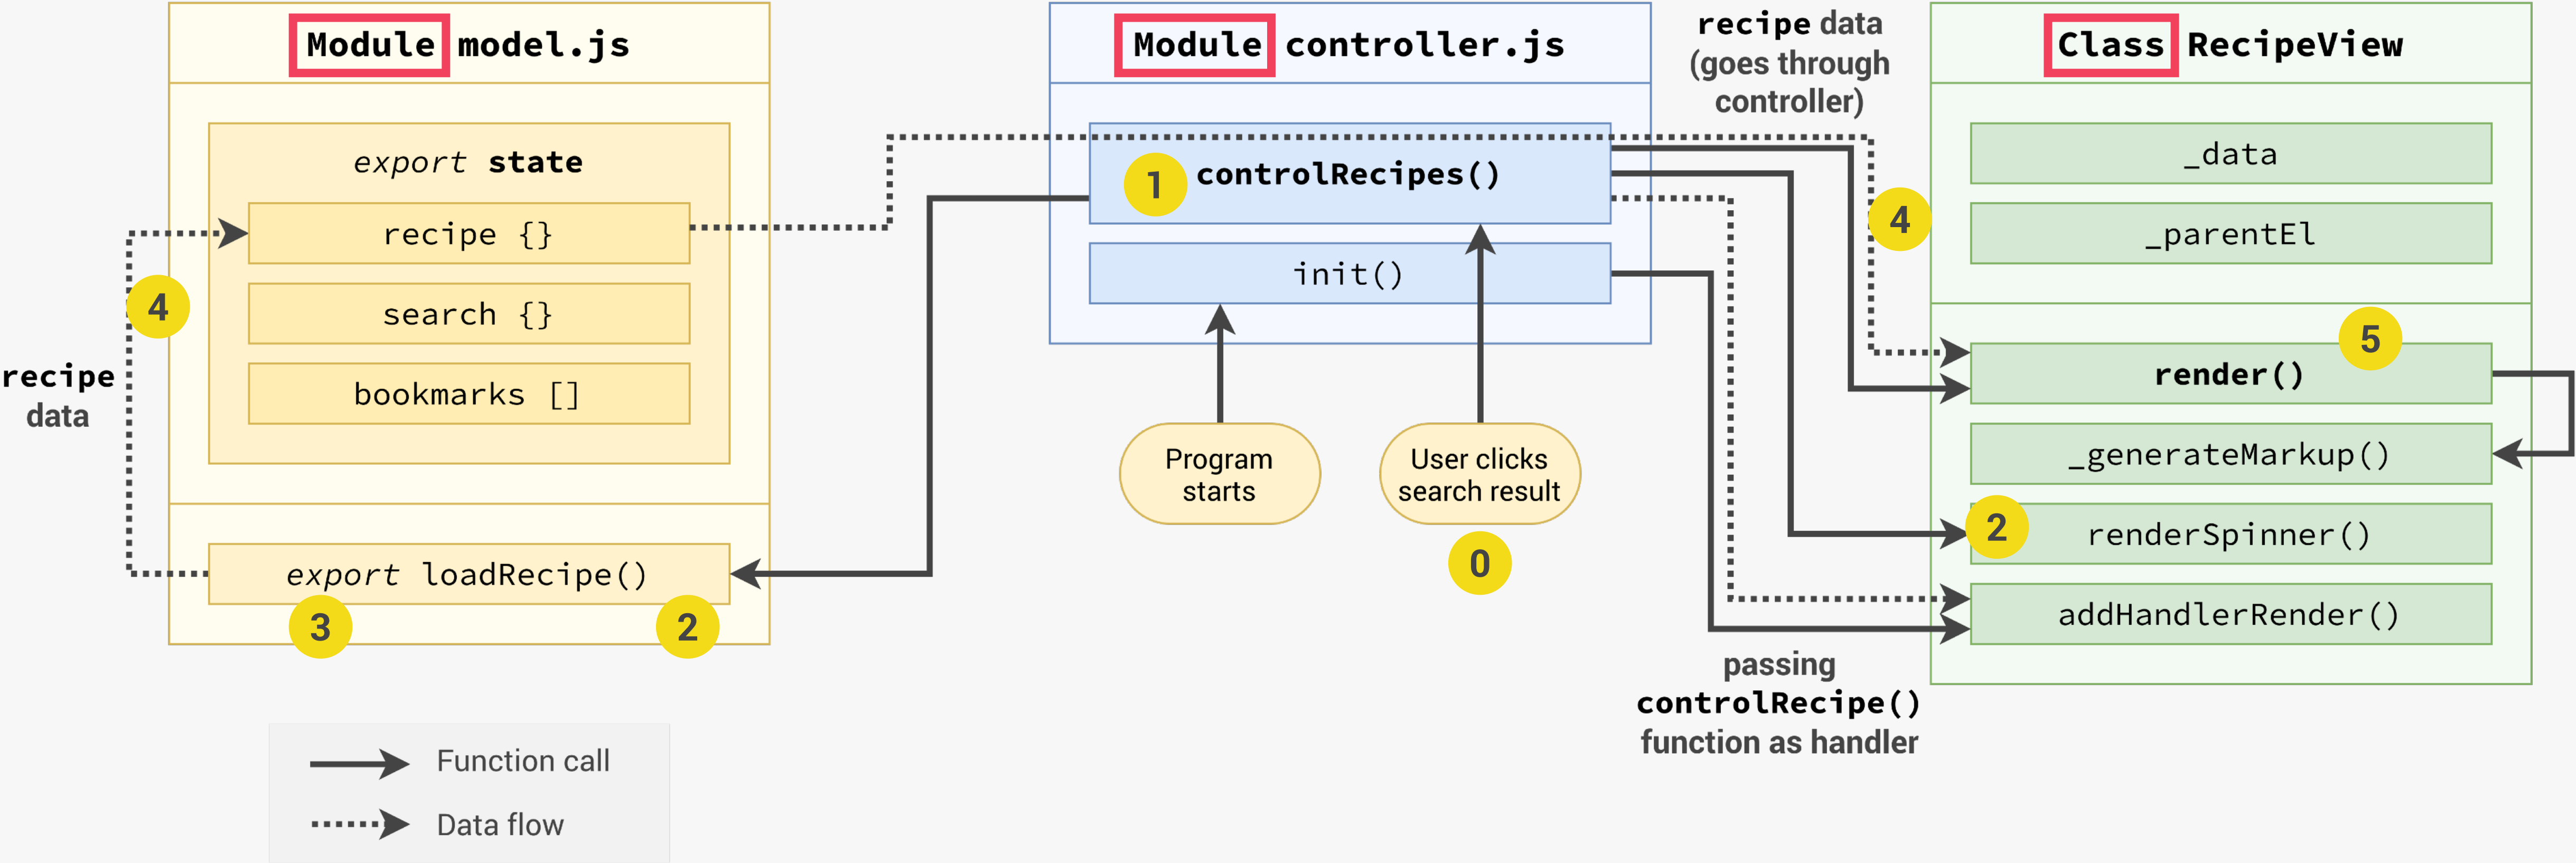 Module model.js
export state
recipe {}
search {}
bookmarks []
4
recipe
data
export loadRecipe()
3
2
Function call
Data flow
Module controller.js
1
controlRecipes()
init()
Program
starts
User clicks
search result
0
recipe data
(goes through
controller)
4
passing
controlRecipe()
function as handler
Class RecipeView
_data
_parentEl
5
render()
_generateMarkup()
2
renderSpinner()
addHandlerRender()